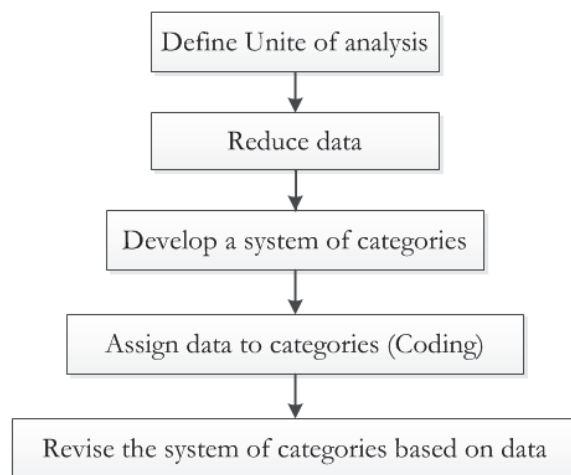 Define Unite of analysis
Reduce data
Develop a system of categories
Assign data to categories (Coding)
Revise the system of categories based on data